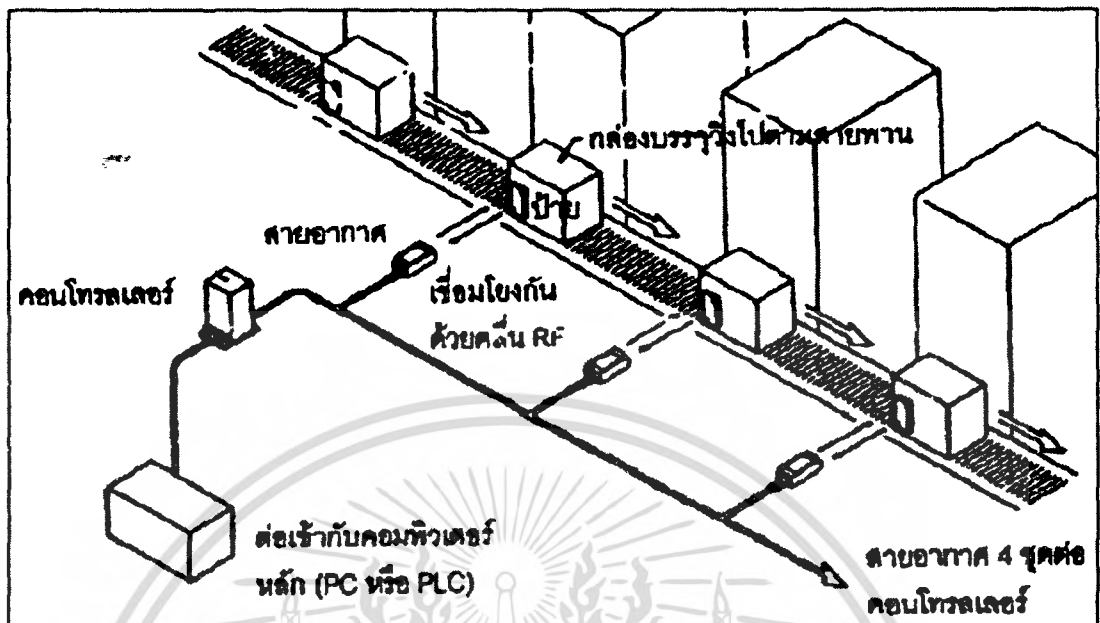 กล่องบรรจุวิ่งไปตามสายพาน
ป้าย
สายอากาศ
คอนโทรลเลอร์
เชื่อมโยงกัน
ด้วยคลื่น RF
ต่อเข้ากับคอมพิวเตอร์
หลัก (PC หรือ PLC)
สายอากาศ 4 ชุดต่อ
คอนโทรลเลอร์